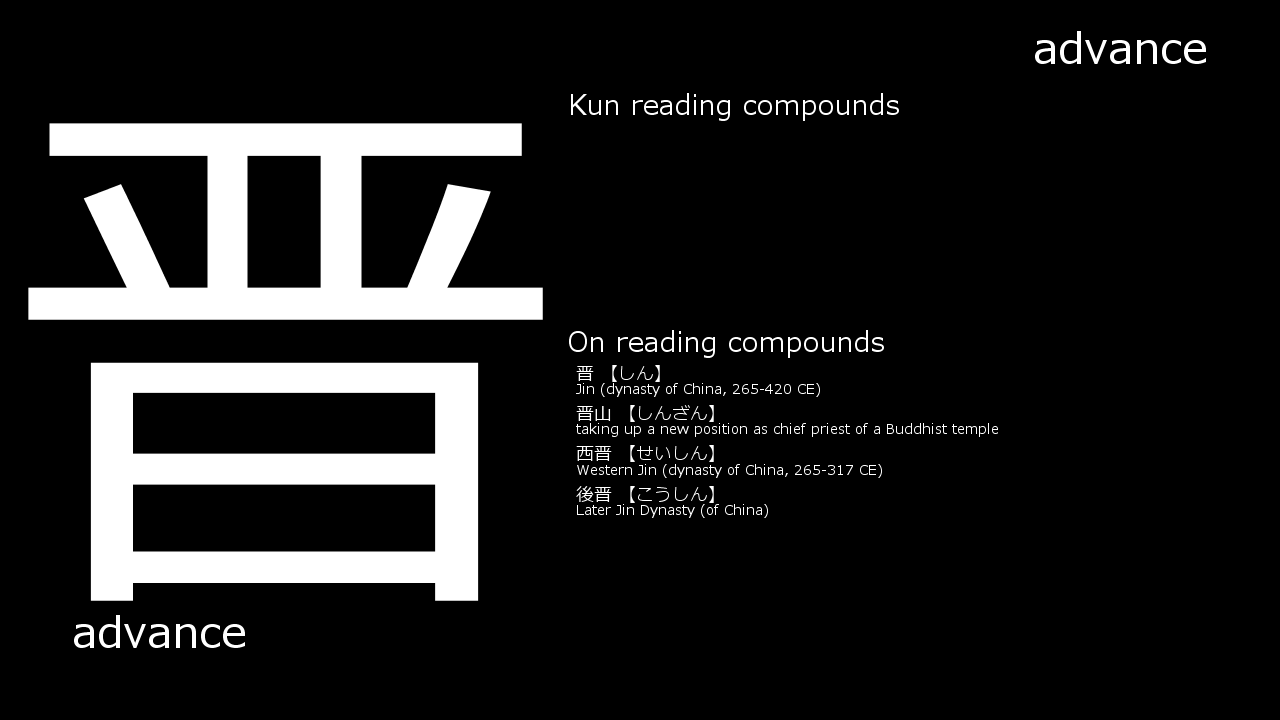 advance
晋
advance
Kun reading compounds
On reading compounds
晋 【しん】
Jin (dynasty of China, 265-420 CE)
晋山 【しんざん】
taking up a new position as chief priest of a Buddhist temple
西晋 【せいしん】
Western Jin (dynasty of China, 265-317 CE)
後晋 【こうしん】
Later Jin Dynasty (of China)